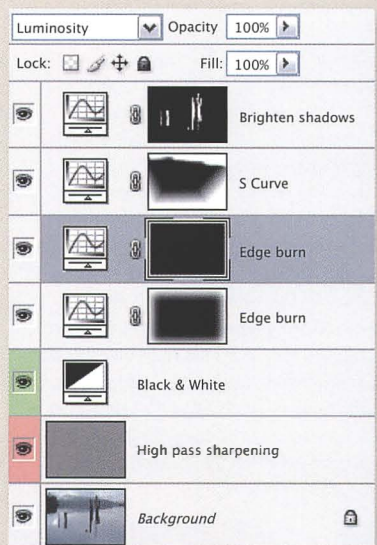 Luminosity Opacity 100%
Lock: Fill: 100%
Brighten shadows
S Curve
Edge burn
Edge burn
Black & White
High pass sharpening
Background